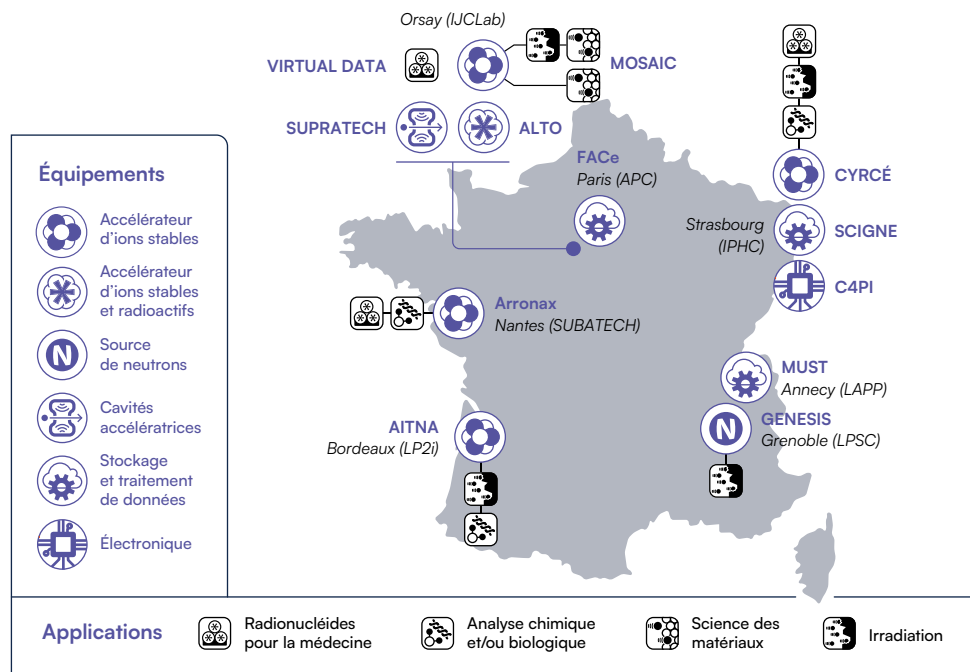 Orsay (IJCLab)
VIRTUAL DATA
MOSAIC
SUPRATECH
ALTO
FACe
Paris (APC)
CYRCÉ
Strasbourg
(IPHC)
SCIGNE
C4PI
Arronax
Nantes (SUBATECH)
MUST
Annecy (LAPP)
AITNA
Bordeaux (LP2i)
GENESIS
Grenoble (LPSC)
N
Équipements
Accélérateur
d'ions stables
Accélérateur
d'ions stables
et radioactifs
N
Source
de neutrons
Cavités
accélératrices
Stockage
et traitement
de données
Électronique
Applications
Radionucléides
pour la médecine
Analyse chimique
et/ou biologique
Science des
matériaux
Irradiation